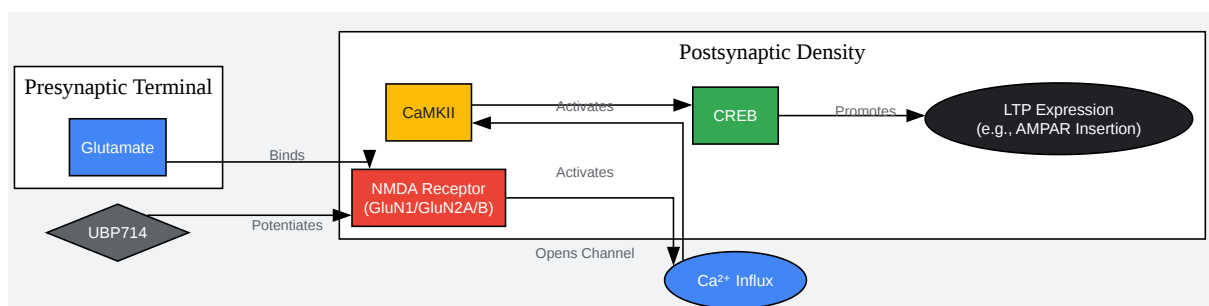 Presynaptic Terminal
Postsynaptic Density
Glutamate
Binds
UBP714
Potentiates
CaMKII
Activates
CREB
Promotes
LTP Expression
(e.g., AMPAR Insertion)
NMDA Receptor
(GluN1/GluN2A/B)
Activates
Opens Channel
Ca²⁺ Influx